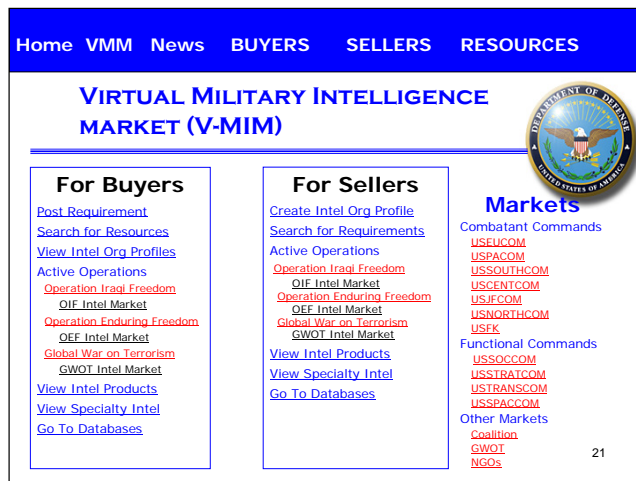 Home VMM News BUYERS SELLERS RESOURCES
VIRTUAL MILITARY INTELLIGENCE
MARKET (V-MIM)
DEPARTMENT OF DEFENSE
UNITED STATES OF AMERICA
For Buyers
Post Requirement
Search for Resources
View Intel Org Profiles
Active Operations
Operation Iraqi Freedom
OIF Intel Market
Operation Enduring Freedom
OEF Intel Market
Global War on Terrorism
GWOT Intel Market
View Intel Products
View Specialty Intel
Go To Databases
For Sellers
Create Intel Org Profile
Search for Requirements
Active Operations
Operation Iraqi Freedom
OIF Intel Market
Operation Enduring Freedom
OEF Intel Market
Global War on Terrorism
GWOT Intel Market
View Intel Products
View Specialty Intel
Go To Databases
Markets
Combatant Commands
USEUCOM
USPACOM
USSOUTHCOM
USCENTCOM
USJFCOM
USNORTHCOM
USFK
Functional Commands
USSOCCOM
USSTRATCOM
USTRANSCOM
USSPACCOM
Other Markets
Coalition
GWOT
NGOs
21